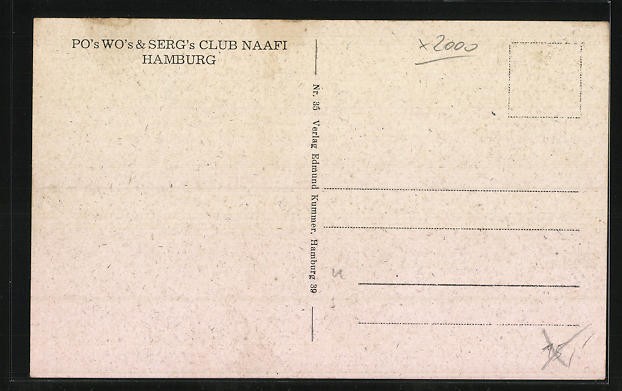 PO's WO's & SERG's CLUB NAAFI
HAMBURG
x2000
Nr. 35 Verlag Edmund Kummer, Hamburg 39